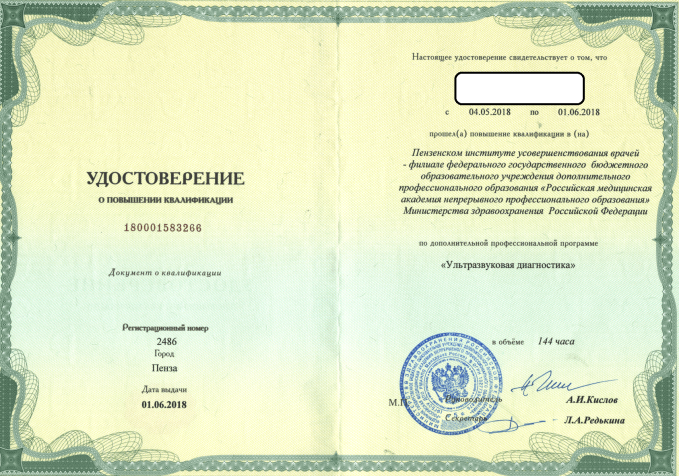 УДОСТОВЕРЕНИЕ
О ПОВЫШЕНИИ КВАЛИФИКАЦИИ
180001583266
Документ о квалификации
Регистрационный номер
2486
Город
Пенза
Дата выдачи
01.06.2018
Настоящее удостоверение свидетельствует о том, что
с 04.05.2018 по 01.06.2018
прошел(а) повышение квалификации в (на)
Пензенском институте усовершенствования врачей
- филиале федерального государственного бюджетного
образовательного учреждения дополнительного
профессионального образования «Российская медицинская
академия непрерывного профессионального образования»
Министерства здравоохранения Российской Федерации
по дополнительной профессиональной программе
«Ультразвуковая диагностика»
в объёме 144 часа
М.П. Руководитель А.И.Кислов
Секретарь Л.А.Редькина